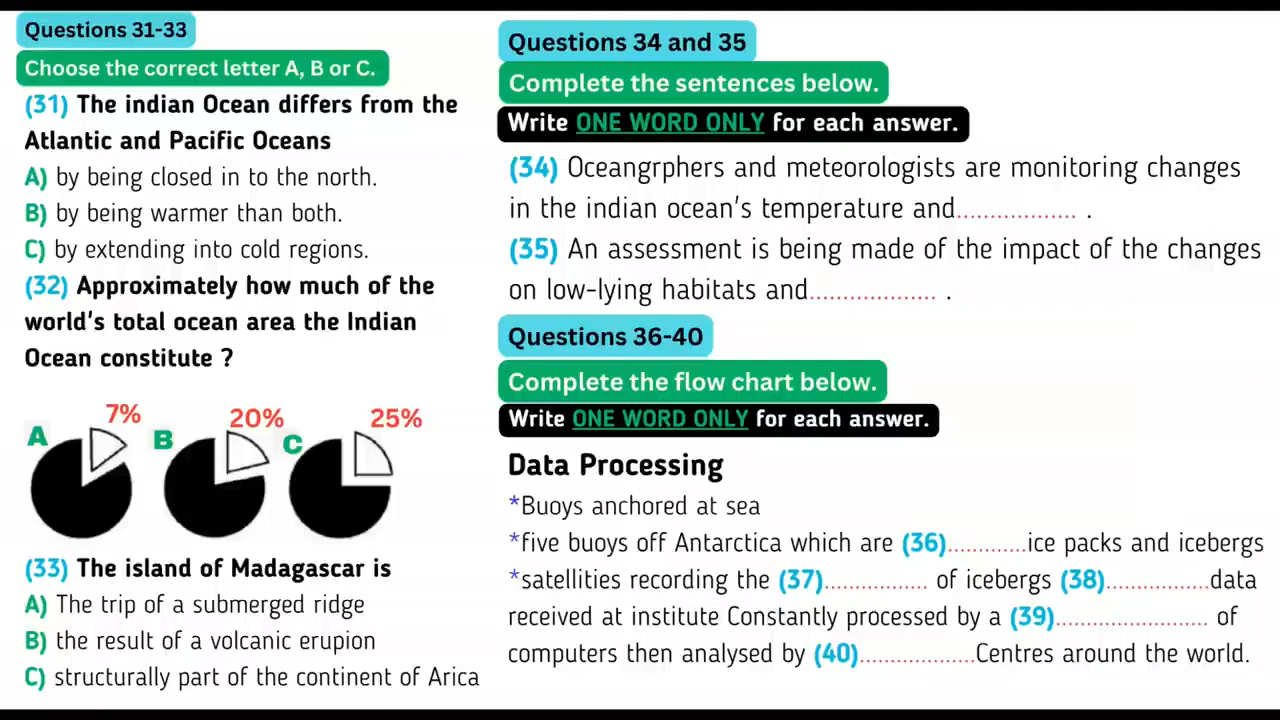 Questions 31-33
Choose the correct letter A, B or C.
(31) The indian Ocean differs from the
Atlantic and Pacific Oceans
A) by being closed in to the north.
B) by being warmer than both.
C) by extending into cold regions.
(32) Approximately how much of the
world's total ocean area the Indian
Ocean constitute ?
A 7% B 20% C 25%
(33) The island of Madagascar is
A) The trip of a submerged ridge
B) the result of a volcanic erupion
C) structurally part of the continent of Arica
Questions 34 and 35
Complete the sentences below.
Write ONE WORD ONLY for each answer.
(34) Oceangrphers and meteorologists are monitoring changes
in the indian ocean's temperature and.................. .
(35) An assessment is being made of the impact of the changes
on low-lying habitats and................... .
Questions 36-40
Complete the flow chart below.
Write ONE WORD ONLY for each answer.
Data Processing
*Buoys anchored at sea
*five buoys off Antarctica which are (36)............ice packs and icebergs
*satellities recording the (37)................ of icebergs (38)................data
received at institute Constantly processed by a (39)........................ of
computers then analysed by (40)..................Centres around the world.